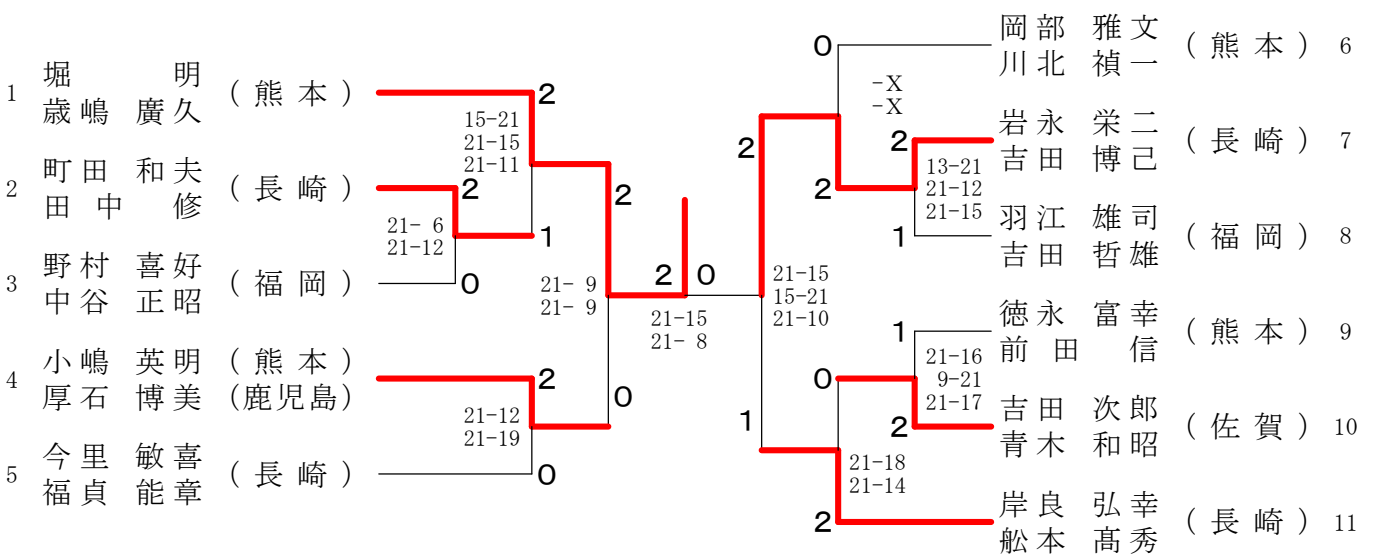 1 堀 明 (熊本)
歳嶋 廣久
2 町田 和夫 (長崎)
田中 修
3 野村 喜好 (福岡)
中谷 正昭
4 小嶋 英明 (熊本)
厚石 博美 (鹿児島)
5 今里 敏喜 (長崎)
福貞 能章
2
15-21
21-15
21-11
2
21- 6
21-12
1
0
2
21- 9
21- 9
2
21-12
21-19
0
0
2 0
21-15
21- 8
2
21-15
15-21
21-10
1
0
-X
-X
2
2
13-21
21-12
21-15
1
1
21-16
9-21
21-17
0
2
21-18
21-14
2
岡部 雅文 (熊本) 6
川北 禎一
岩永 栄二 (長崎) 7
吉田 博己
羽江 雄司 (福岡) 8
吉田 哲雄
徳永 富幸 (熊本) 9
前田 信
吉田 次郎 (佐賀) 10
青木 和昭
岸良 弘幸 (長崎) 11
舩本 髙秀